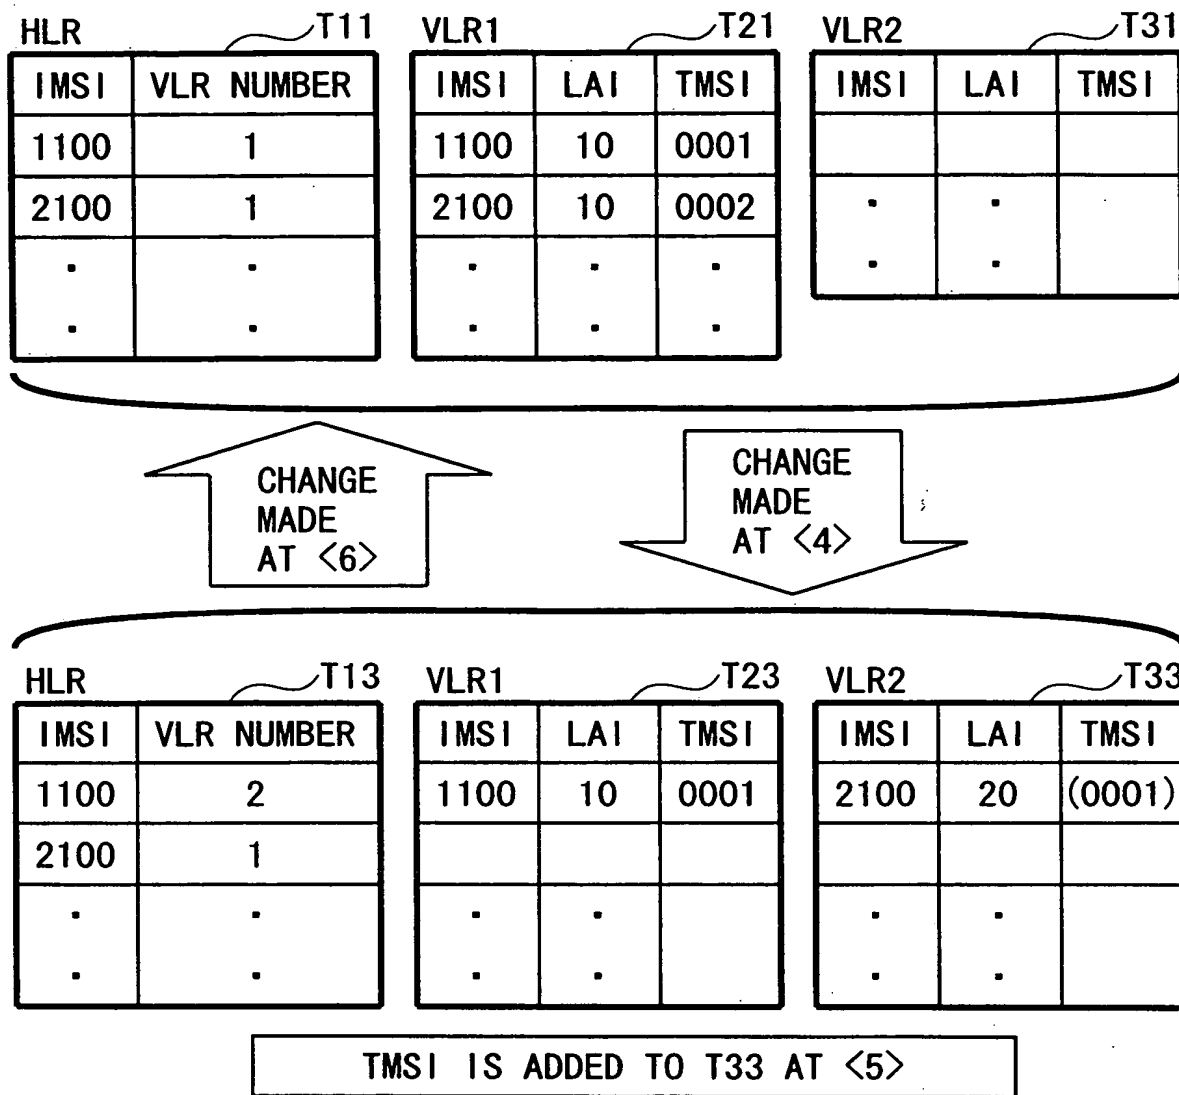 HLR T11 VLR1 T21 VLR2 T31
IMSI VLR NUMBER IMSI LAI TMSI IMSI LAI TMSI
1100 1 1100 10 0001
2100 1 2100 10 0002
CHANGE
MADE
AT <6>
CHANGE
MADE
AT <4>
HLR T13 VLR1 T23 VLR2 T33
IMSI VLR NUMBER IMSI LAI TMSI IMSI LAI TMSI
1100 2 1100 10 0001 2100 20 (0001)
2100 1
TMSI IS ADDED TO T33 AT <5>